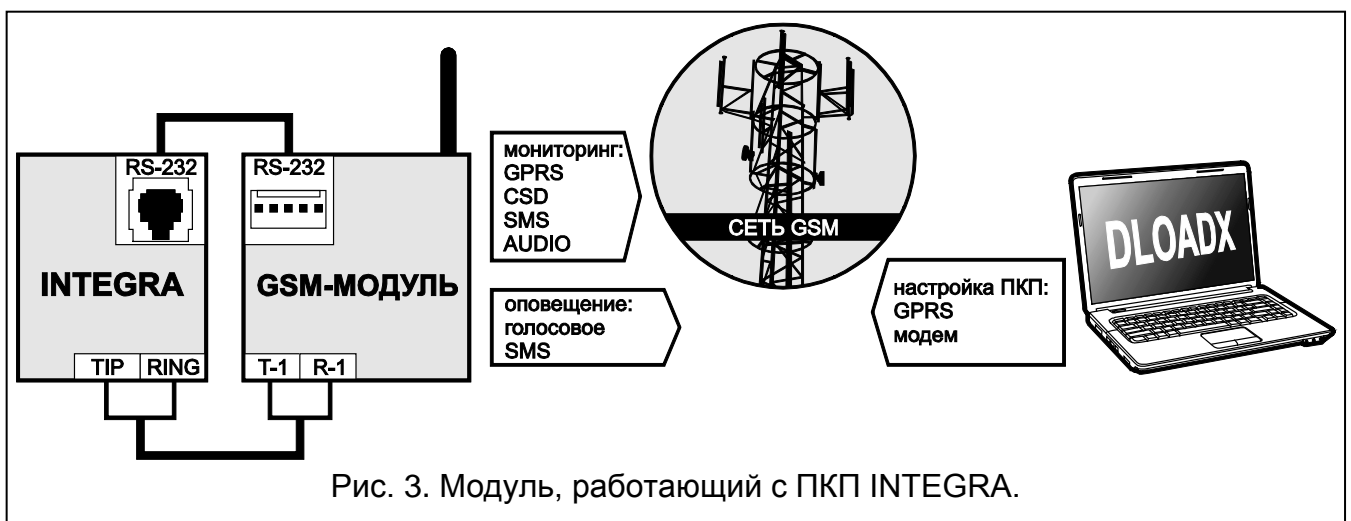 RS-232
RS-232
INTEGRA
GSM-МОДУЛЬ
TIP RING
T-1 R-1
мониторинг:
GPRS
CSD
SMS
AUDIO
оповещение:
голосовое
SMS
СЕТЬ GSM
настройка ПКП:
GPRS
модем
DLOADX
Рис. 3. Модуль, работающий с ПКП INTEGRA.